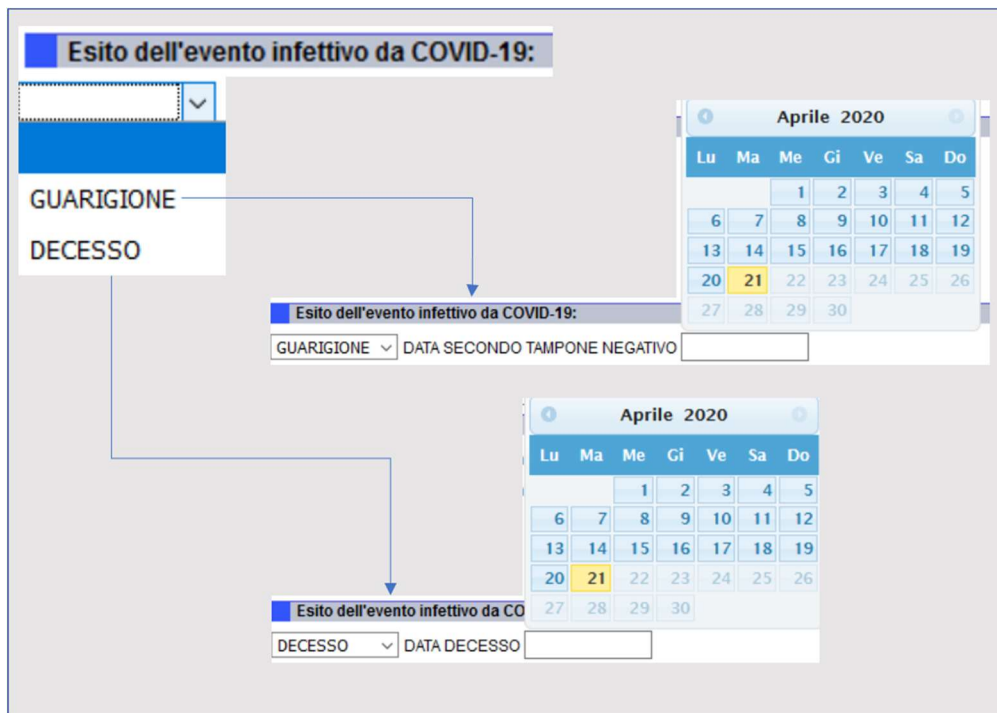 Esito dell'evento infettivo da COVID-19:
GUARIGIONE
DECESSO
Aprile 2020
Lu Ma Me Gi Ve Sa Do
1 2 3 4 5
6 7 8 9 10 11 12
13 14 15 16 17 18 19
20 21 22 23 24 25 26
27 28 29 30
Esito dell'evento infettivo da COVID-19:
GUARIGIONE DATA SECONDO TAMPONE NEGATIVO
Aprile 2020
Lu Ma Me Gi Ve Sa Do
1 2 3 4 5
6 7 8 9 10 11 12
13 14 15 16 17 18 19
20 21 22 23 24 25 26
27 28 29 30
Esito dell'evento infettivo da CO
DECESSO DATA DECESSO